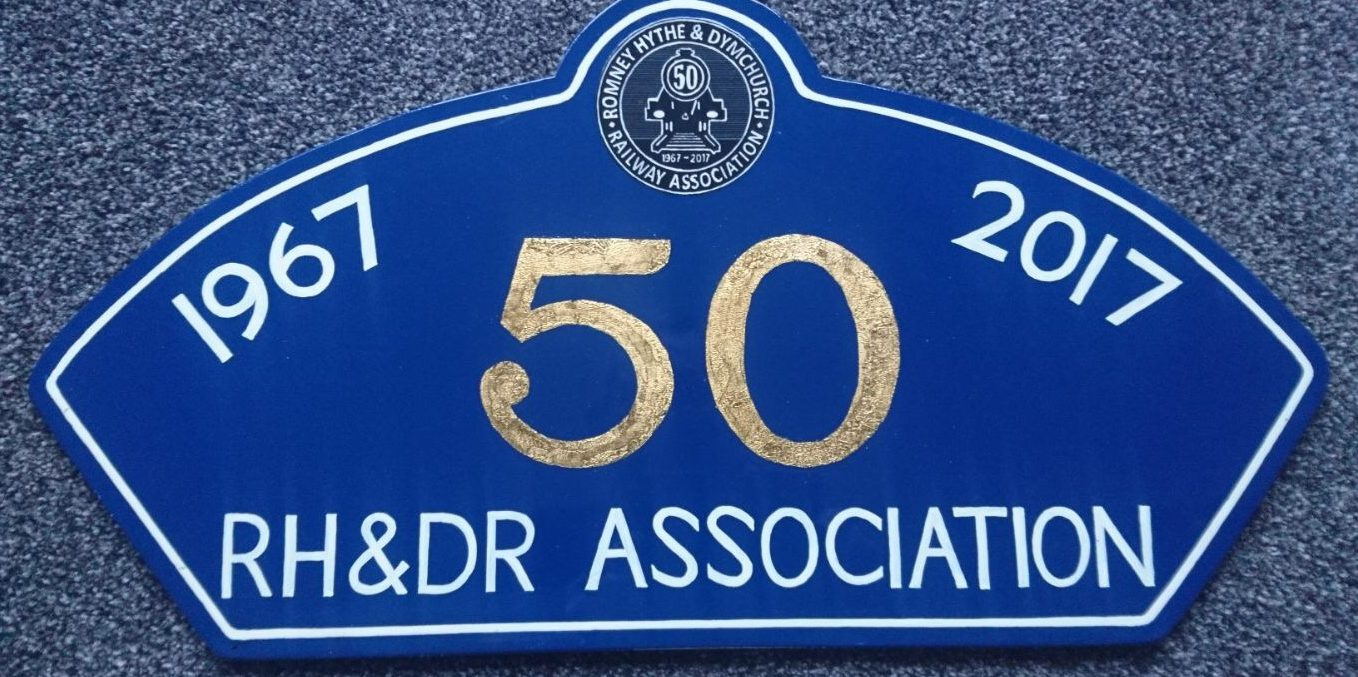 ROMNEY HYTHE & DYMCHURCH
50
1967 - 2017
• RAILWAY ASSOCIATION •
1967
2017
50
RH&DR ASSOCIATION